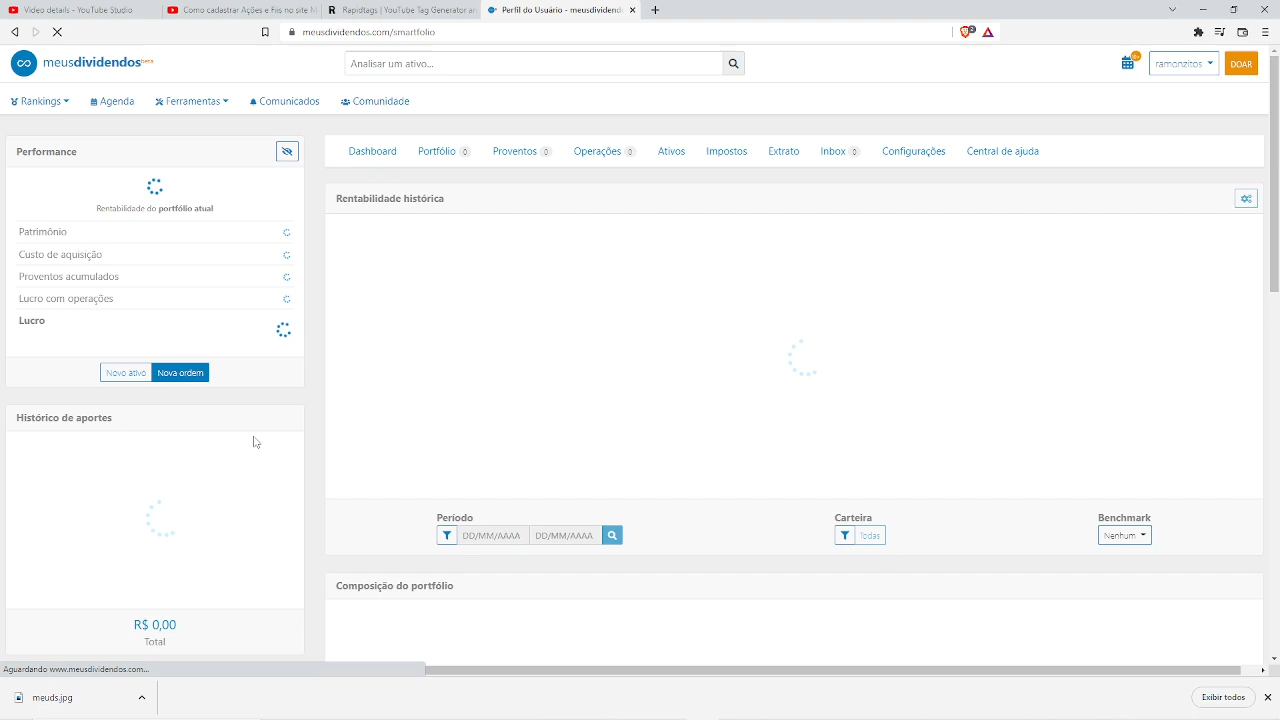 Video details - YouTube Studio
Como cadastrar Ações e Fiis no site M
Rapidtags | YouTube Tag Generator an
Perfil do Usuário - meusdividendos
meusdividendos.com/smartfolio
meusdividendos beta
Analisar um ativo...
ramonzitos
DOAR
Rankings
Agenda
Ferramentas
Comunicados
Comunidade
Performance
Rentabilidade do portfólio atual
Patrimônio
Custo de aquisição
Proventos acumulados
Lucro com operações
Lucro
Novo ativo
Nova ordem
Histórico de aportes
R$ 0,00
Total
Dashboard
Portfólio 0
Proventos 0
Operações 0
Ativos
Impostos
Extrato
Inbox 0
Configurações
Central de ajuda
Rentabilidade histórica
Período
DD/MM/AAAA
DD/MM/AAAA
Carteira
Todas
Benchmark
Nenhum
Composição do portfólio
Aguardando www.meusdividendos.com...
meuds.jpg
Exibir todos